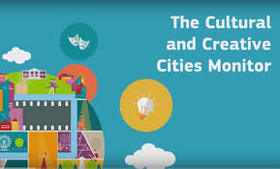 The Cultural
and Creative
Cities Monitor